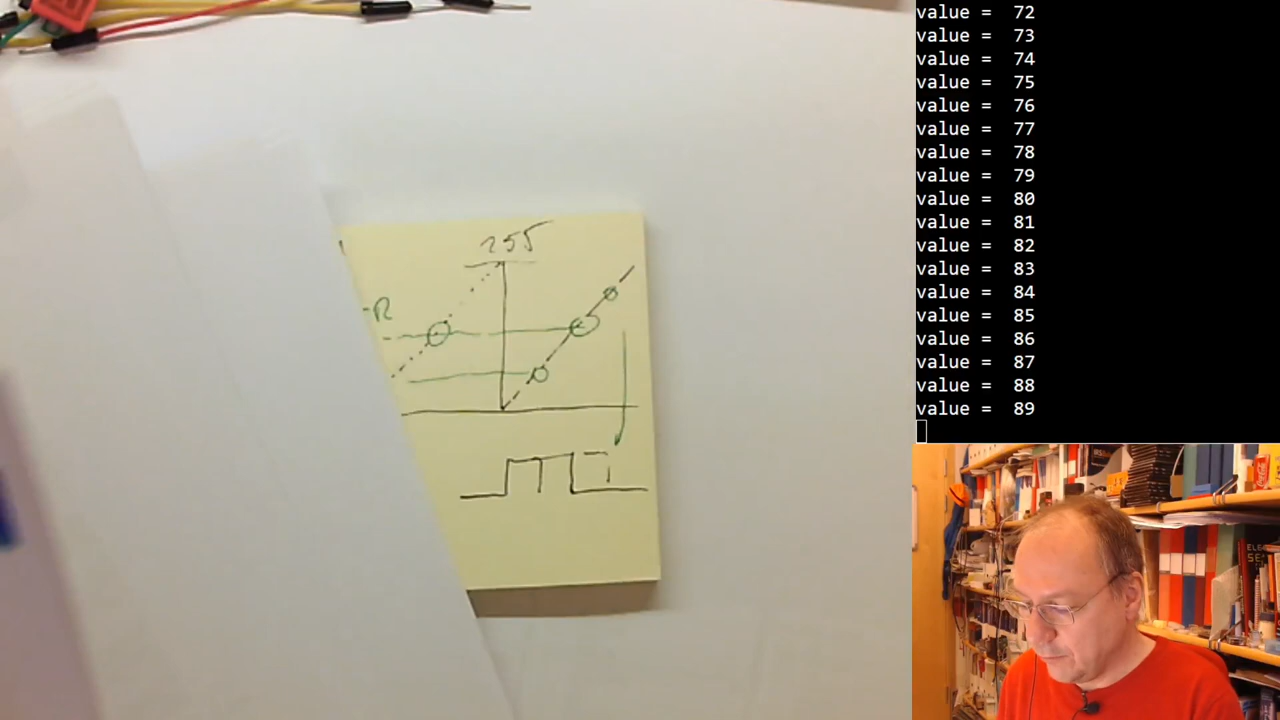 255
-R
value =  72
value =  73
value =  74
value =  75
value =  76
value =  77
value =  78
value =  79
value =  80
value =  81
value =  82
value =  83
value =  84
value =  85
value =  86
value =  87
value =  88
value =  89